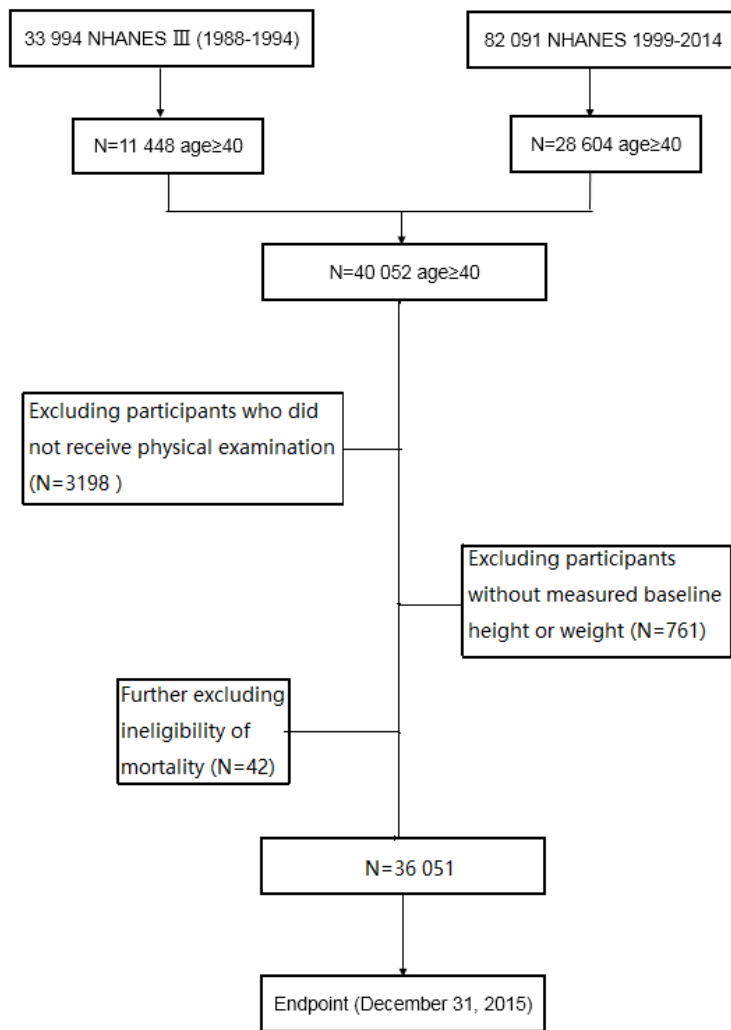 33 994 NHANES Ⅲ (1988-1994)
82 091 NHANES 1999-2014
N=11 448 age≥40
N=28 604 age≥40
N=40 052 age≥40
Excluding participants who did
not receive physical examination
(N=3198 )
Excluding participants
without measured baseline
height or weight (N=761)
Further excluding
ineligibility of
mortality (N=42)
N=36 051
Endpoint (December 31, 2015)